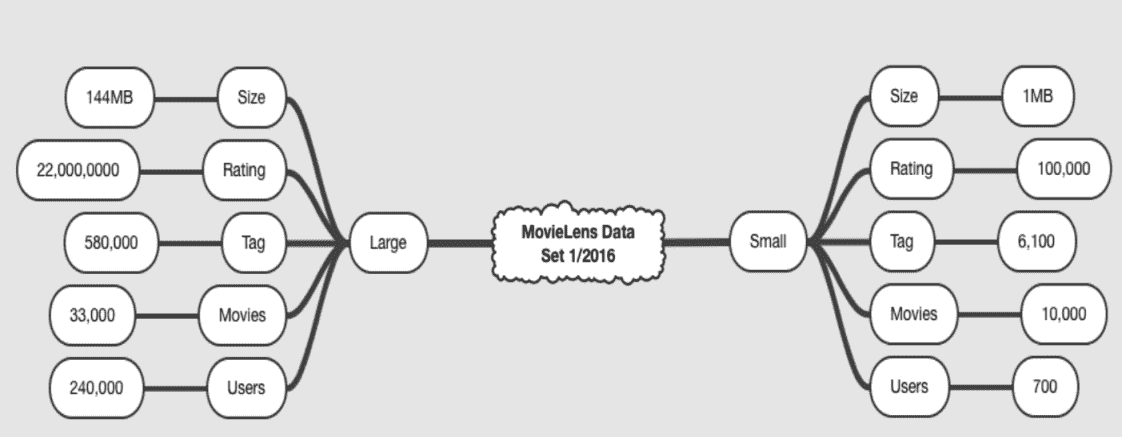 144MB
Size
22,000,0000
Rating
580,000
Tag
33,000
Movies
240,000
Users
Large
MovieLens Data
Set 1/2016
Small
Size
1MB
Rating
100,000
Tag
6,100
Movies
10,000
Users
700